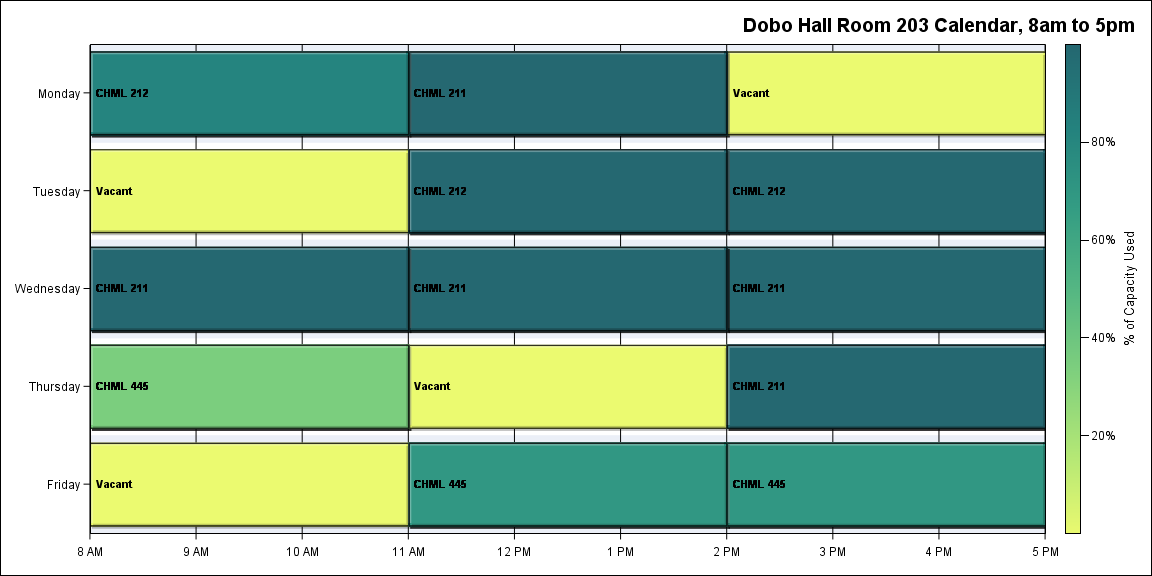 Dobo Hall Room 203 Calendar, 8am to 5pm
Monday
CHML 212
CHML 211
Vacant
Tuesday
Vacant
CHML 212
CHML 212
Wednesday
CHML 211
CHML 211
CHML 211
Thursday
CHML 445
Vacant
CHML 211
Friday
Vacant
CHML 445
CHML 445
8 AM
9 AM
10 AM
11 AM
12 PM
1 PM
2 PM
3 PM
4 PM
5 PM
80%
60%
40%
20%
% of Capacity Used